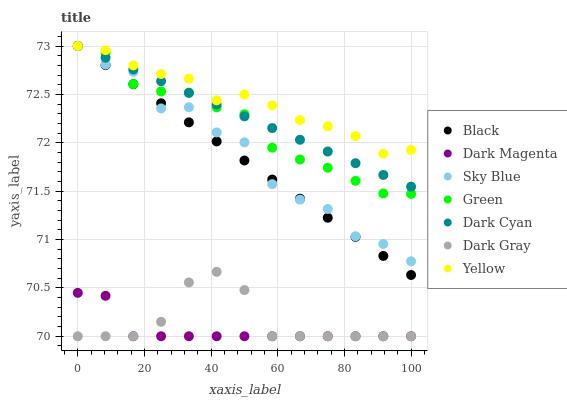 title
73
72.5
72
71.5
71
70.5
70
0 20 40 60 80 100
yaxis_label
xaxis_label
Black
Dark Magenta
Sky Blue
Green
Dark Cyan
Dark Gray
Yellow